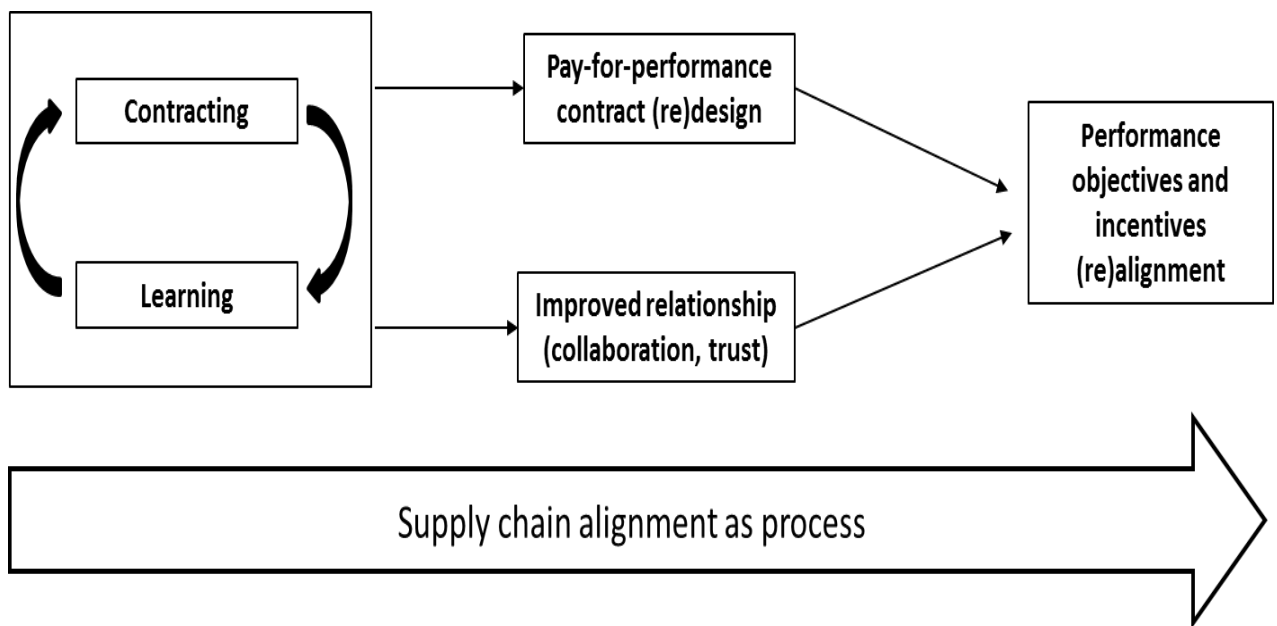 Contracting
Learning
Pay-for-performance
contract (re)design
Improved relationship
(collaboration, trust)
Performance
objectives and
incentives
(re)alignment
Supply chain alignment as process